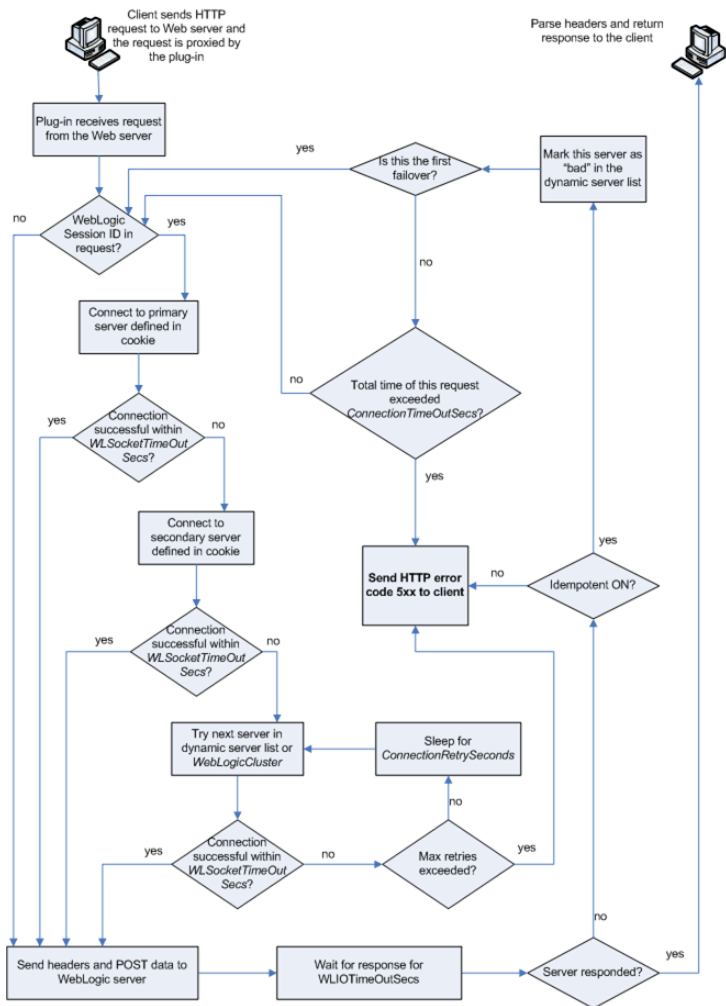 Client sends HTTP
request to Web server and
the request is proxied by
the plug-in
Parse headers and return
response to the client
Plug-in receives request
from the Web server
yes
Is this the first
failover?
Mark this server as
"bad" in the
dynamic server list
no
WebLogic
Session ID in
request?
yes
no
Connect to primary
server defined in
cookie
no
Total time of this request
exceeded
ConnectionTimeOutSecs?
yes
Connection
successful within
WLSocketTimeOut
Secs?
no
yes
Connect to
secondary server
defined in cookie
yes
Send HTTP error
code 5xx to client
no
Idempotent ON?
yes
Connection
successful within
WLSocketTimeOut
Secs?
no
Try next server in
dynamic server list or
WebLogicCluster
Sleep for
ConnectionRetrySeconds
no
yes
Connection
successful within
WLSocketTimeOut
Secs?
no
Max retries
exceeded?
yes
no
Send headers and POST data to
WebLogic server
Wait for response for
WLIOTimeOutSecs
Server responded?
yes